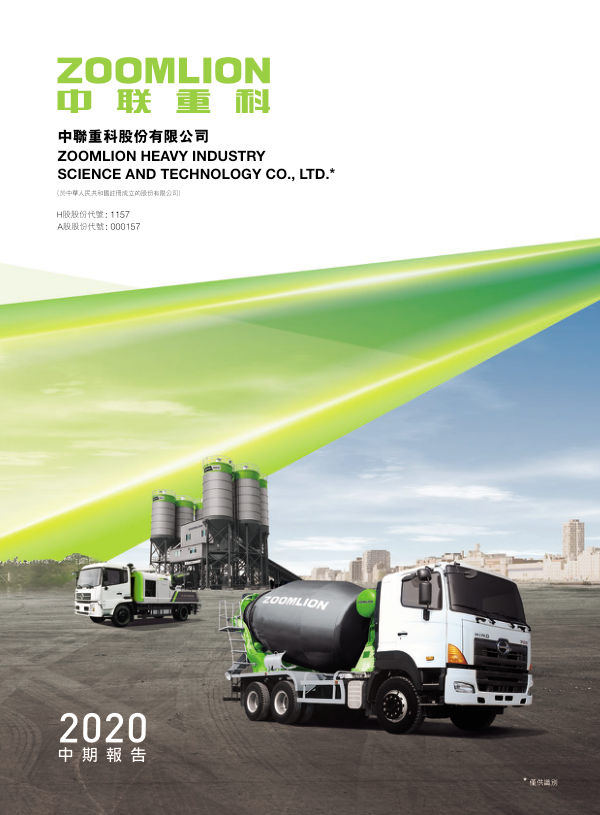 ZOOMLION
中联重科
中聯重科股份有限公司
ZOOMLION HEAVY INDUSTRY
SCIENCE AND TECHNOLOGY CO., LTD.*
(於中華人民共和國註冊成立的股份有限公司)
H股股份代號：1157
A股股份代號：000157
ZOOMLION
HINO
2020
中期報告
* 僅供識別